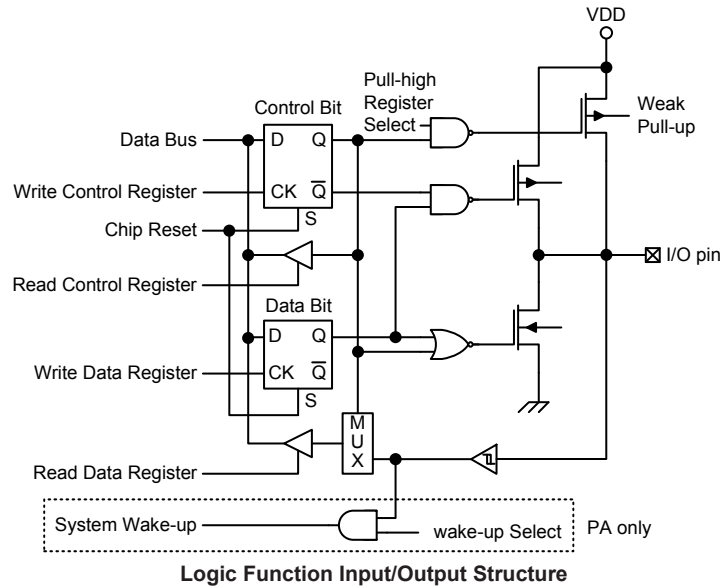 VDD
Pull-high
Register
Select
Control Bit
Weak
Pull-up
Data Bus
D
Q
Write Control Register
CK
Q
S
Chip Reset
I/O pin
Read Control Register
Data Bit
D
Q
Write Data Register
CK
Q
S
M
U
X
Read Data Register
System Wake-up
wake-up Select
PA only
Logic Function Input/Output Structure